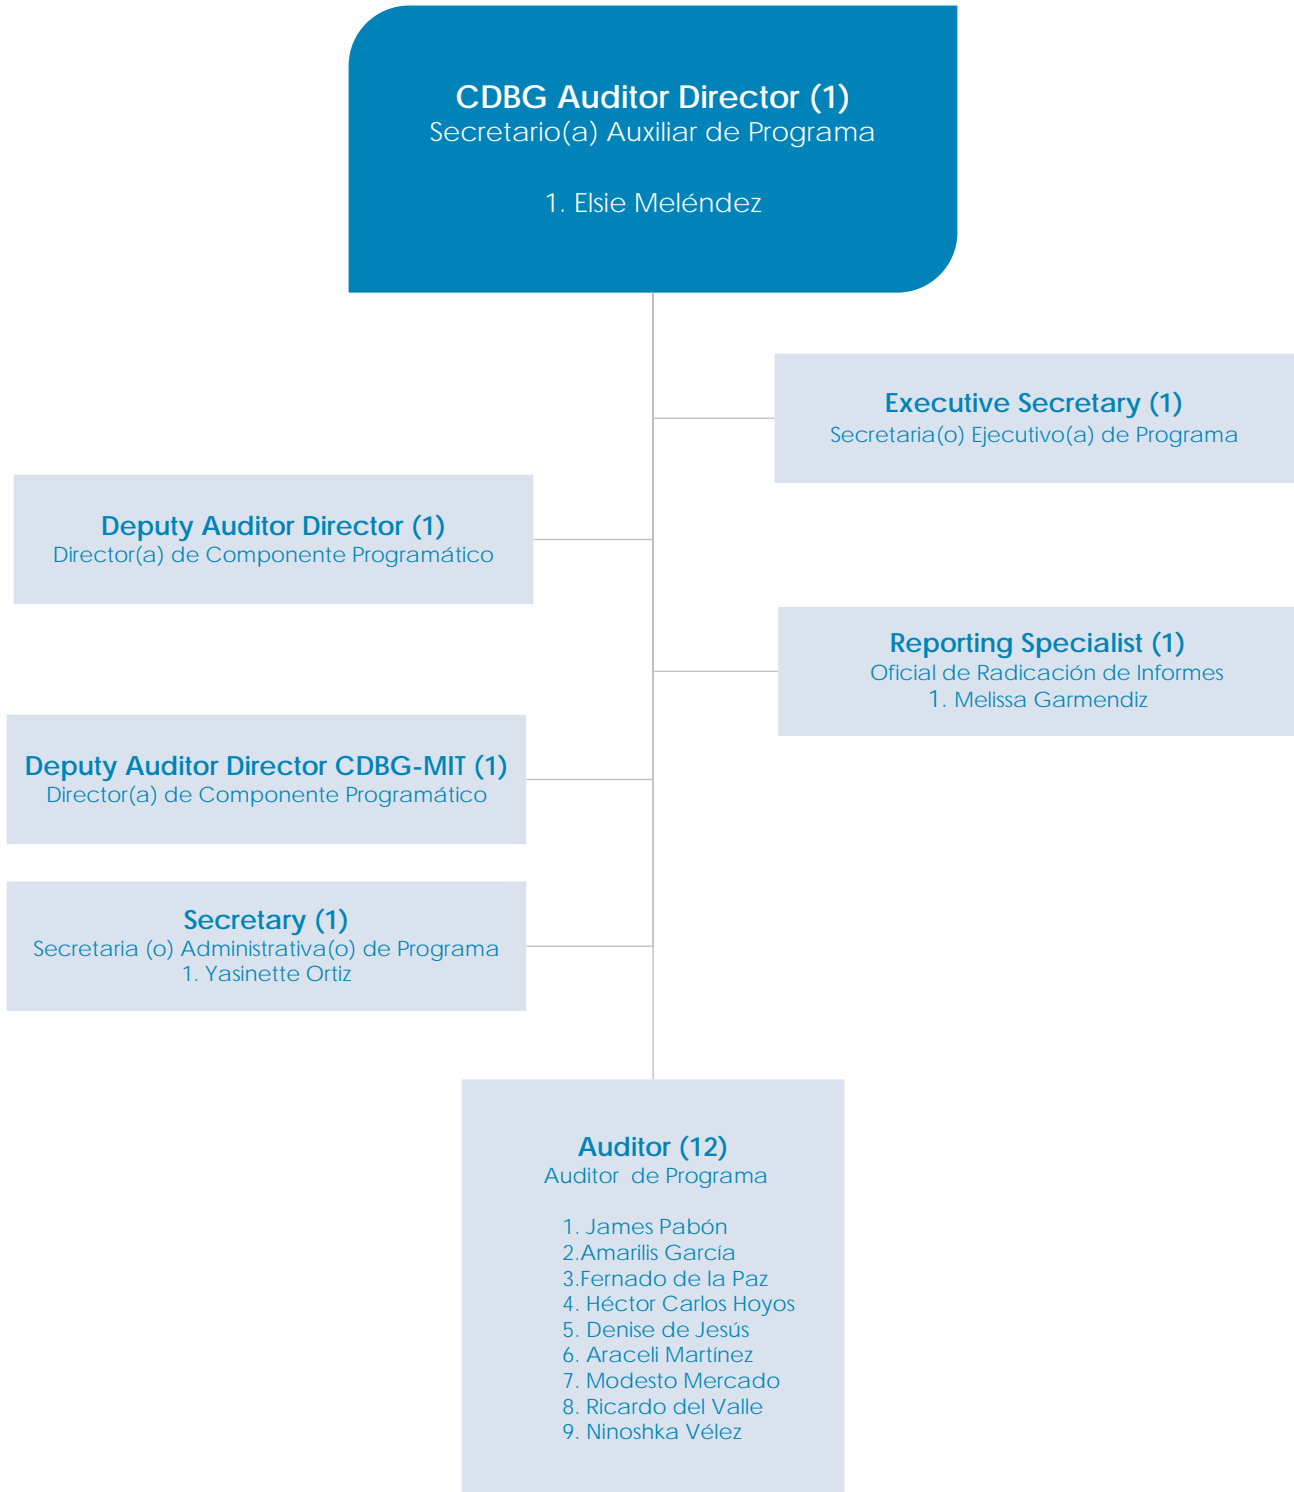 CDBG Auditor Director (1)
Secretario(a) Auxiliar de Programa
1. Elsie Meléndez
Executive Secretary (1)
Secretaria(o) Ejecutivo(a) de Programa
Deputy Auditor Director (1)
Director(a) de Componente Programático
Reporting Specialist (1)
Oficial de Radicación de Informes
1. Melissa Garmendiz
Deputy Auditor Director CDBG-MIT (1)
Director(a) de Componente Programático
Secretary (1)
Secretaria (o) Administrativa(o) de Programa
1. Yasinette Ortiz
Auditor (12)
Auditor de Programa
1. James Pabón
2.Amarilis García
3.Fernado de la Paz
4. Héctor Carlos Hoyos
5. Denise de Jesús
6. Araceli Martínez
7. Modesto Mercado
8. Ricardo del Valle
9. Ninoshka Vélez